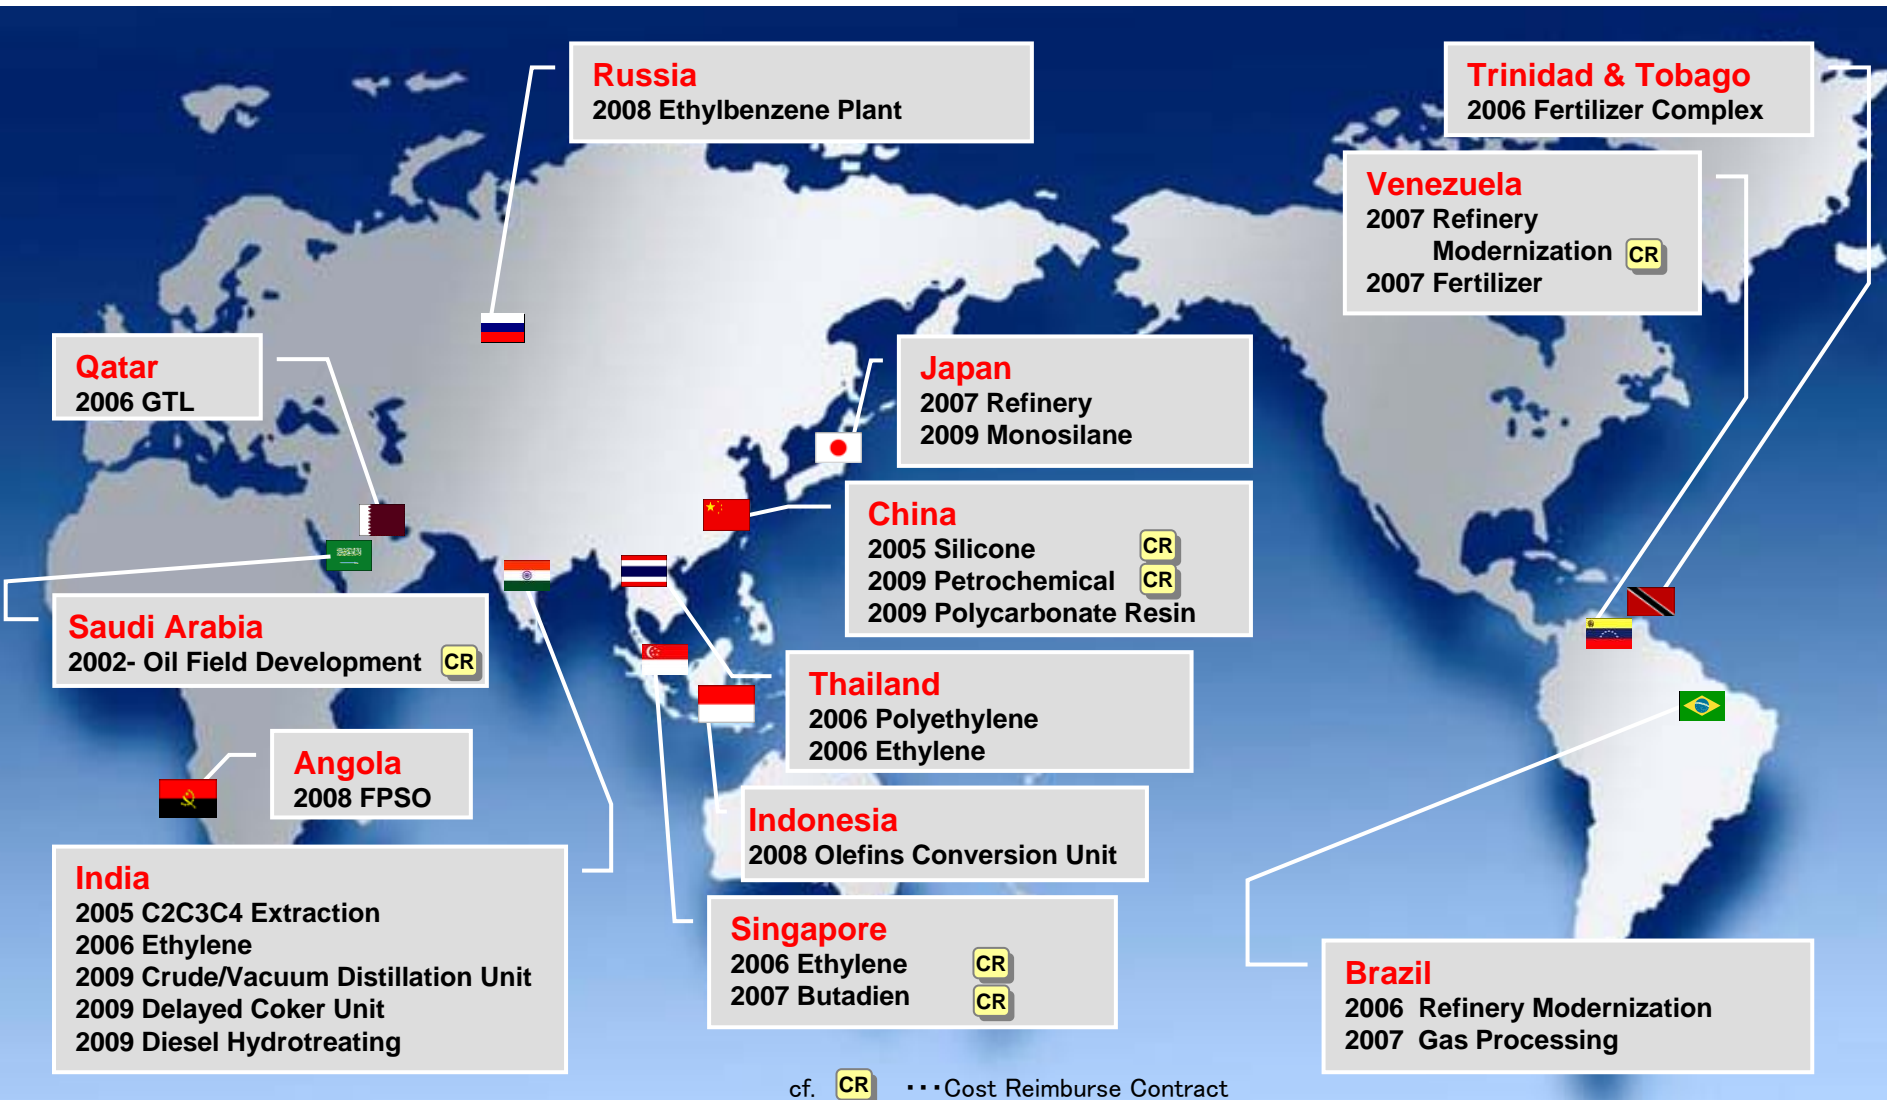 Russia
2008 Ethylbenzene Plant
Trinidad & Tobago
2006 Fertilizer Complex
Venezuela
2007 Refinery
Modernization CR
2007 Fertilizer
Qatar
2006 GTL
Japan
2007 Refinery
2009 Monosilane
China
2005 Silicone CR
2009 Petrochemical CR
2009 Polycarbonate Resin
Saudi Arabia
2002- Oil Field Development CR
Thailand
2006 Polyethylene
2006 Ethylene
Angola
2008 FPSO
Indonesia
2008 Olefins Conversion Unit
India
2005 C2C3C4 Extraction
2006 Ethylene
2009 Crude/Vacuum Distillation Unit
2009 Delayed Coker Unit
2009 Diesel Hydrotreating
Singapore
2006 Ethylene CR
2007 Butadien CR
Brazil
2006 Refinery Modernization
2007 Gas Processing
cf. CR ・・・Cost Reimburse Contract